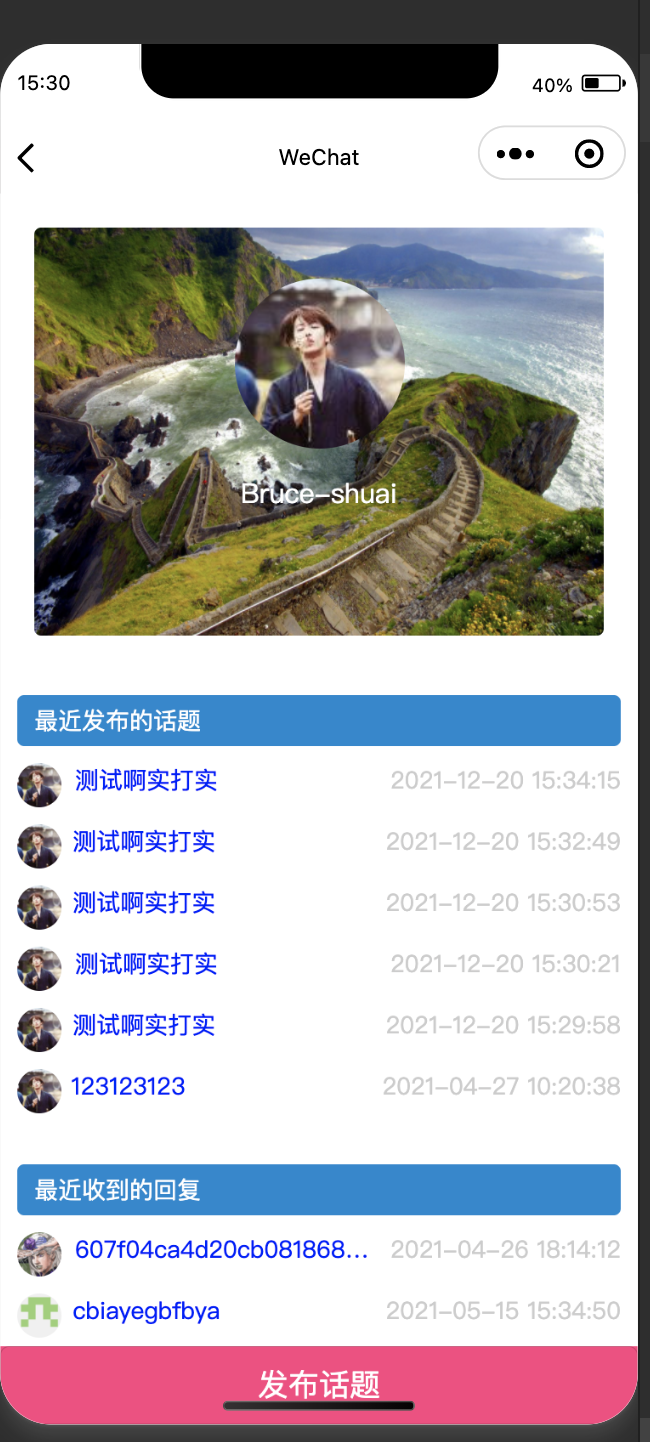 15:30
40%
WeChat
Bruce-shuai
最近发布的话题
测试啊实打实 2021-12-20 15:34:15
测试啊实打实 2021-12-20 15:32:49
测试啊实打实 2021-12-20 15:30:53
测试啊实打实 2021-12-20 15:30:21
测试啊实打实 2021-12-20 15:29:58
123123123 2021-04-27 10:20:38
最近收到的回复
607f04ca4d20cb081868... 2021-04-26 18:14:12
cbiayegbfbya 2021-05-15 15:34:50
发布话题